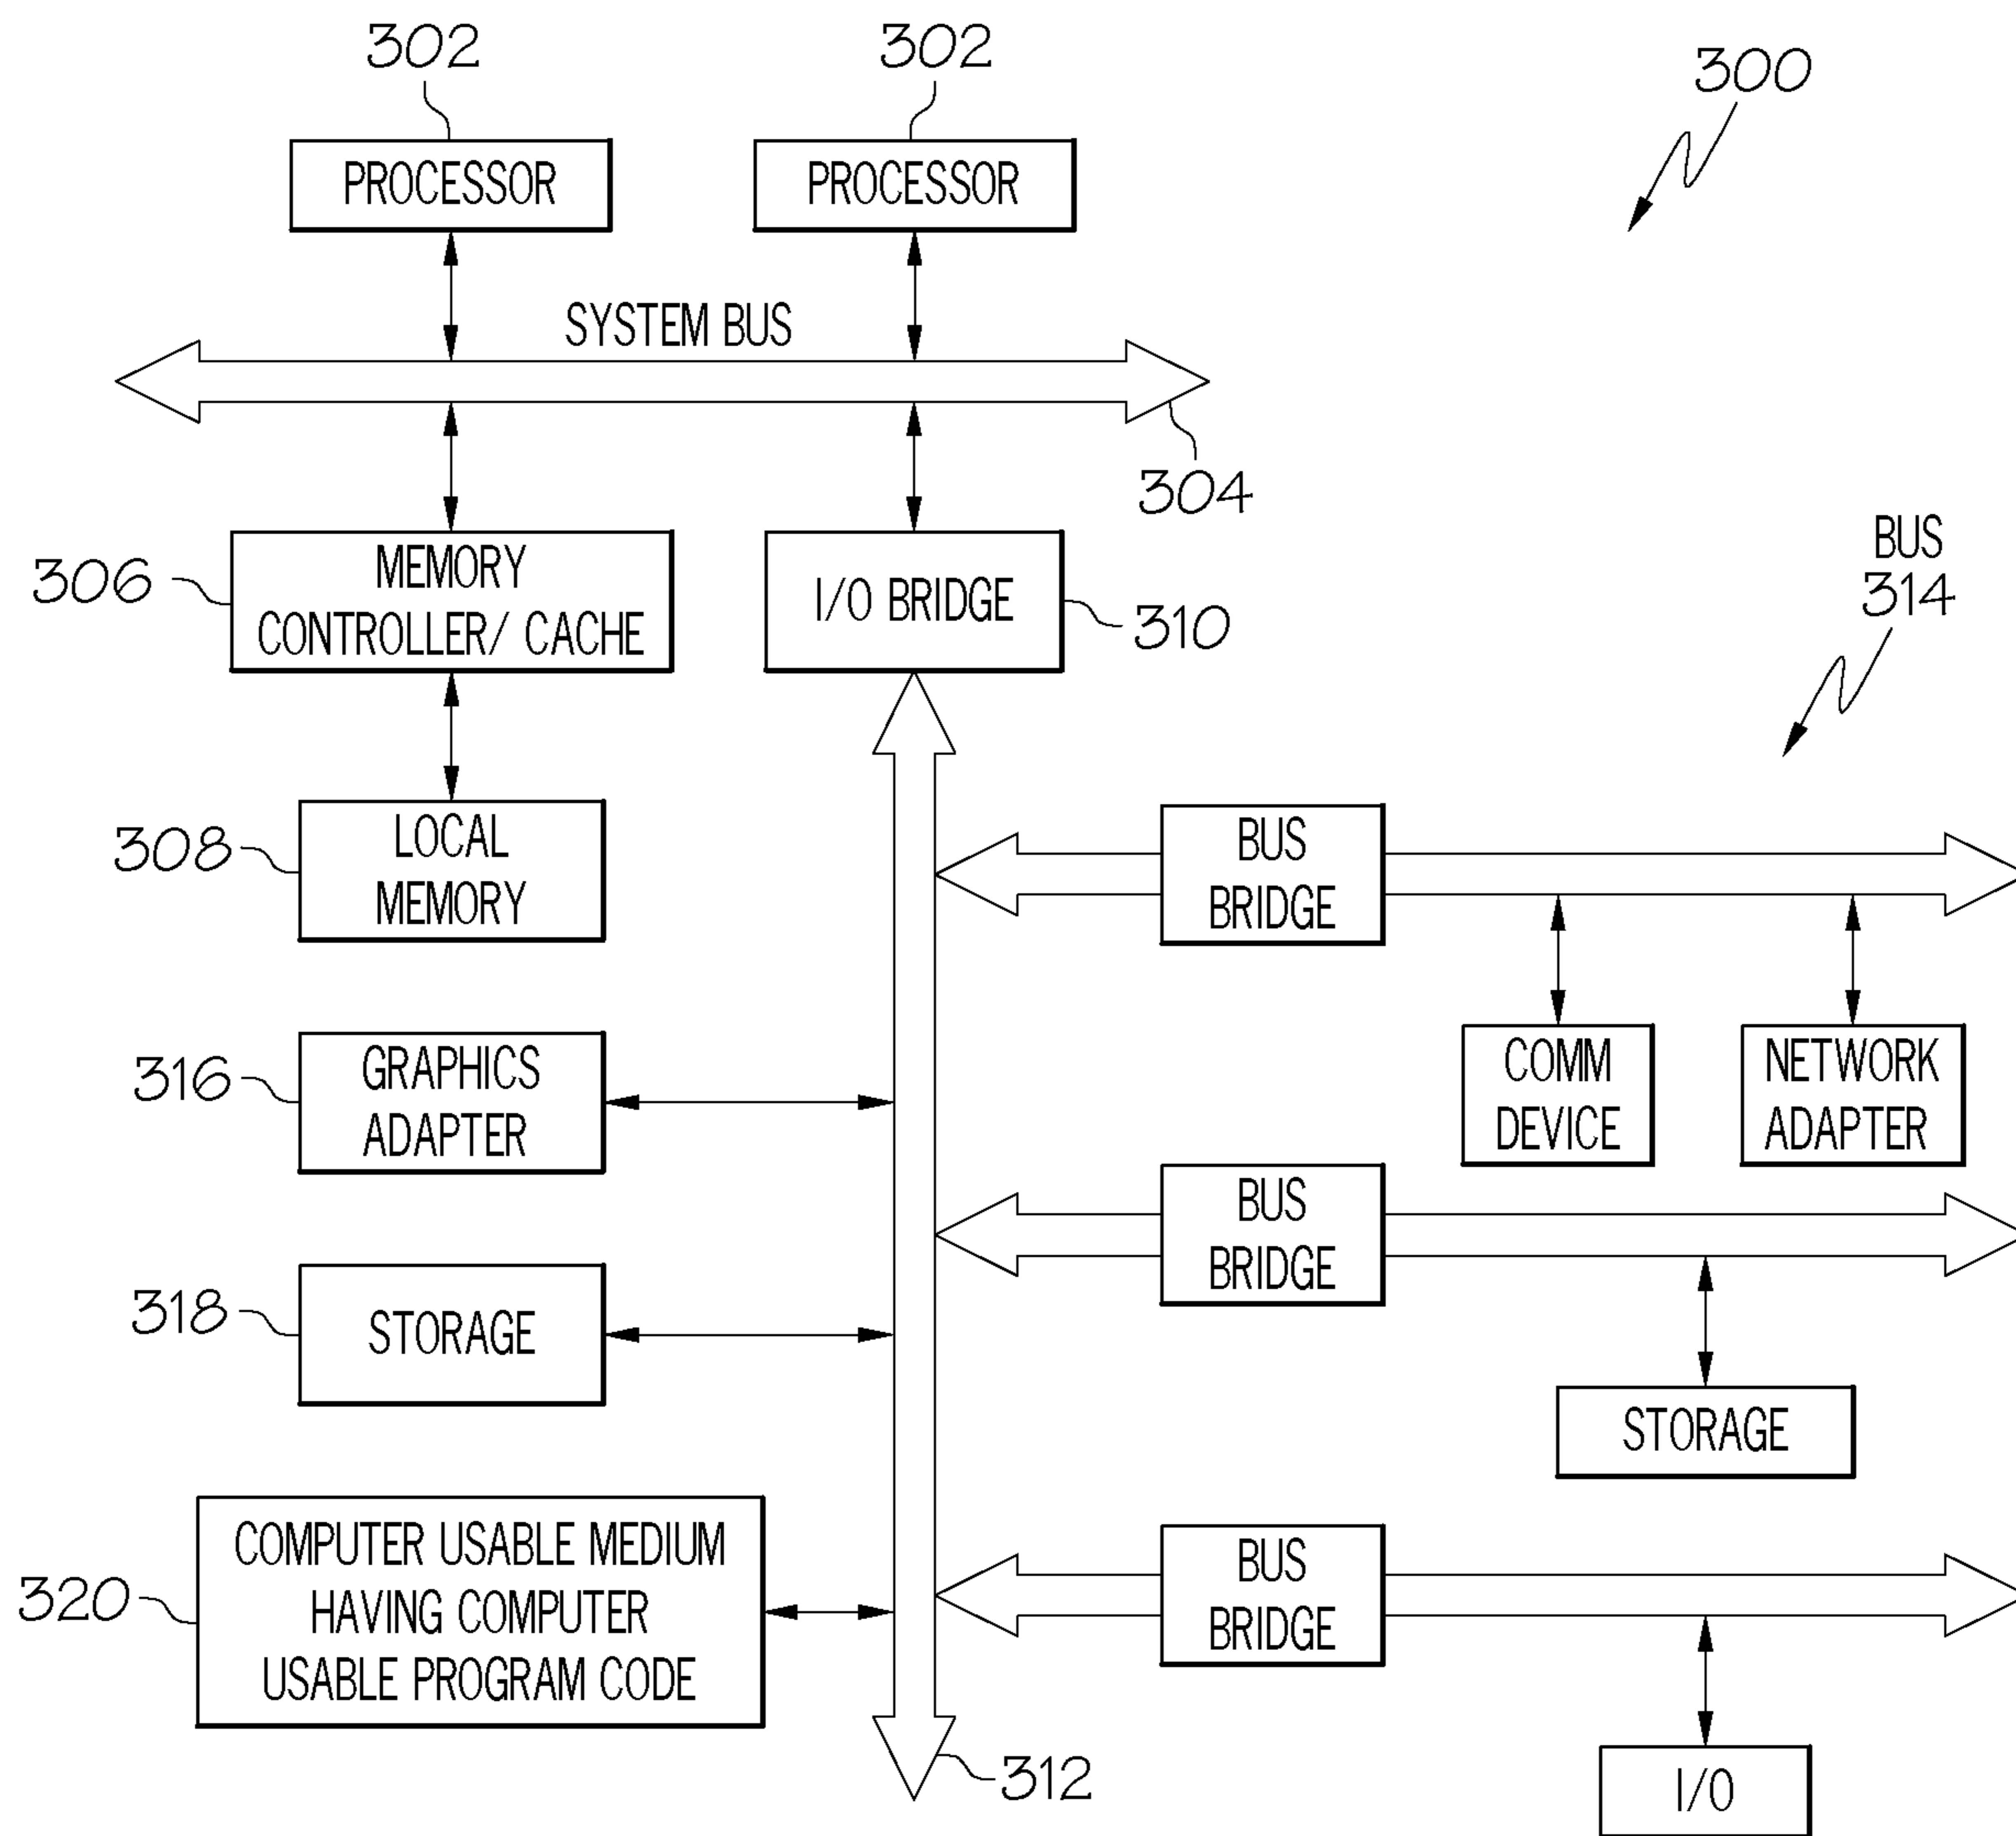 302
302
300
PROCESSOR
PROCESSOR
SYSTEM BUS
304
306
MEMORY
CONTROLLER/ CACHE
I/O BRIDGE
310
BUS
314
308
LOCAL
MEMORY
BUS
BRIDGE
COMM
DEVICE
NETWORK
ADAPTER
316
GRAPHICS
ADAPTER
BUS
BRIDGE
318
STORAGE
STORAGE
320
COMPUTER USABLE MEDIUM
HAVING COMPUTER
USABLE PROGRAM CODE
BUS
BRIDGE
312
I/O